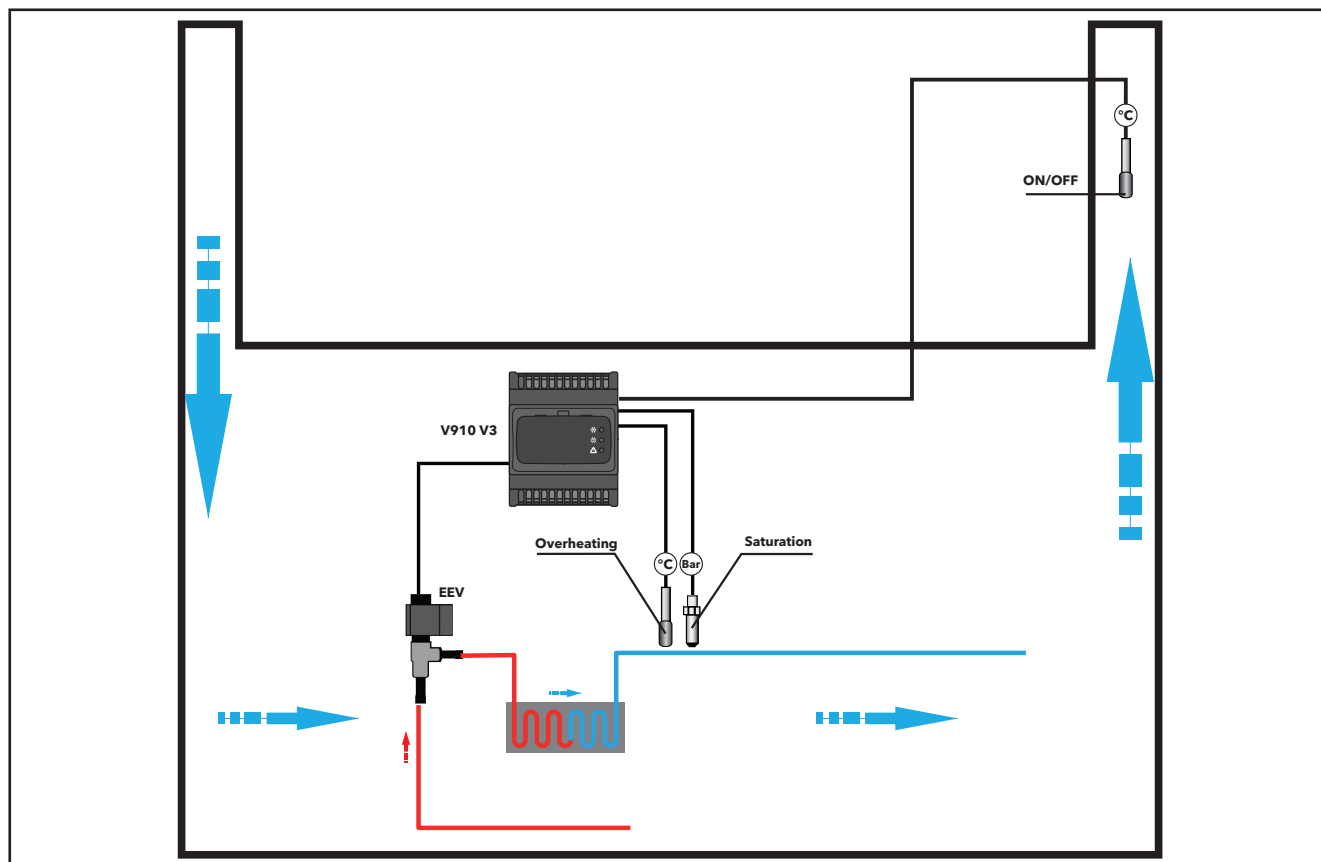 °C
ON/OFF
V910 V3
Overheating
Saturation
°C
Bar
EEV